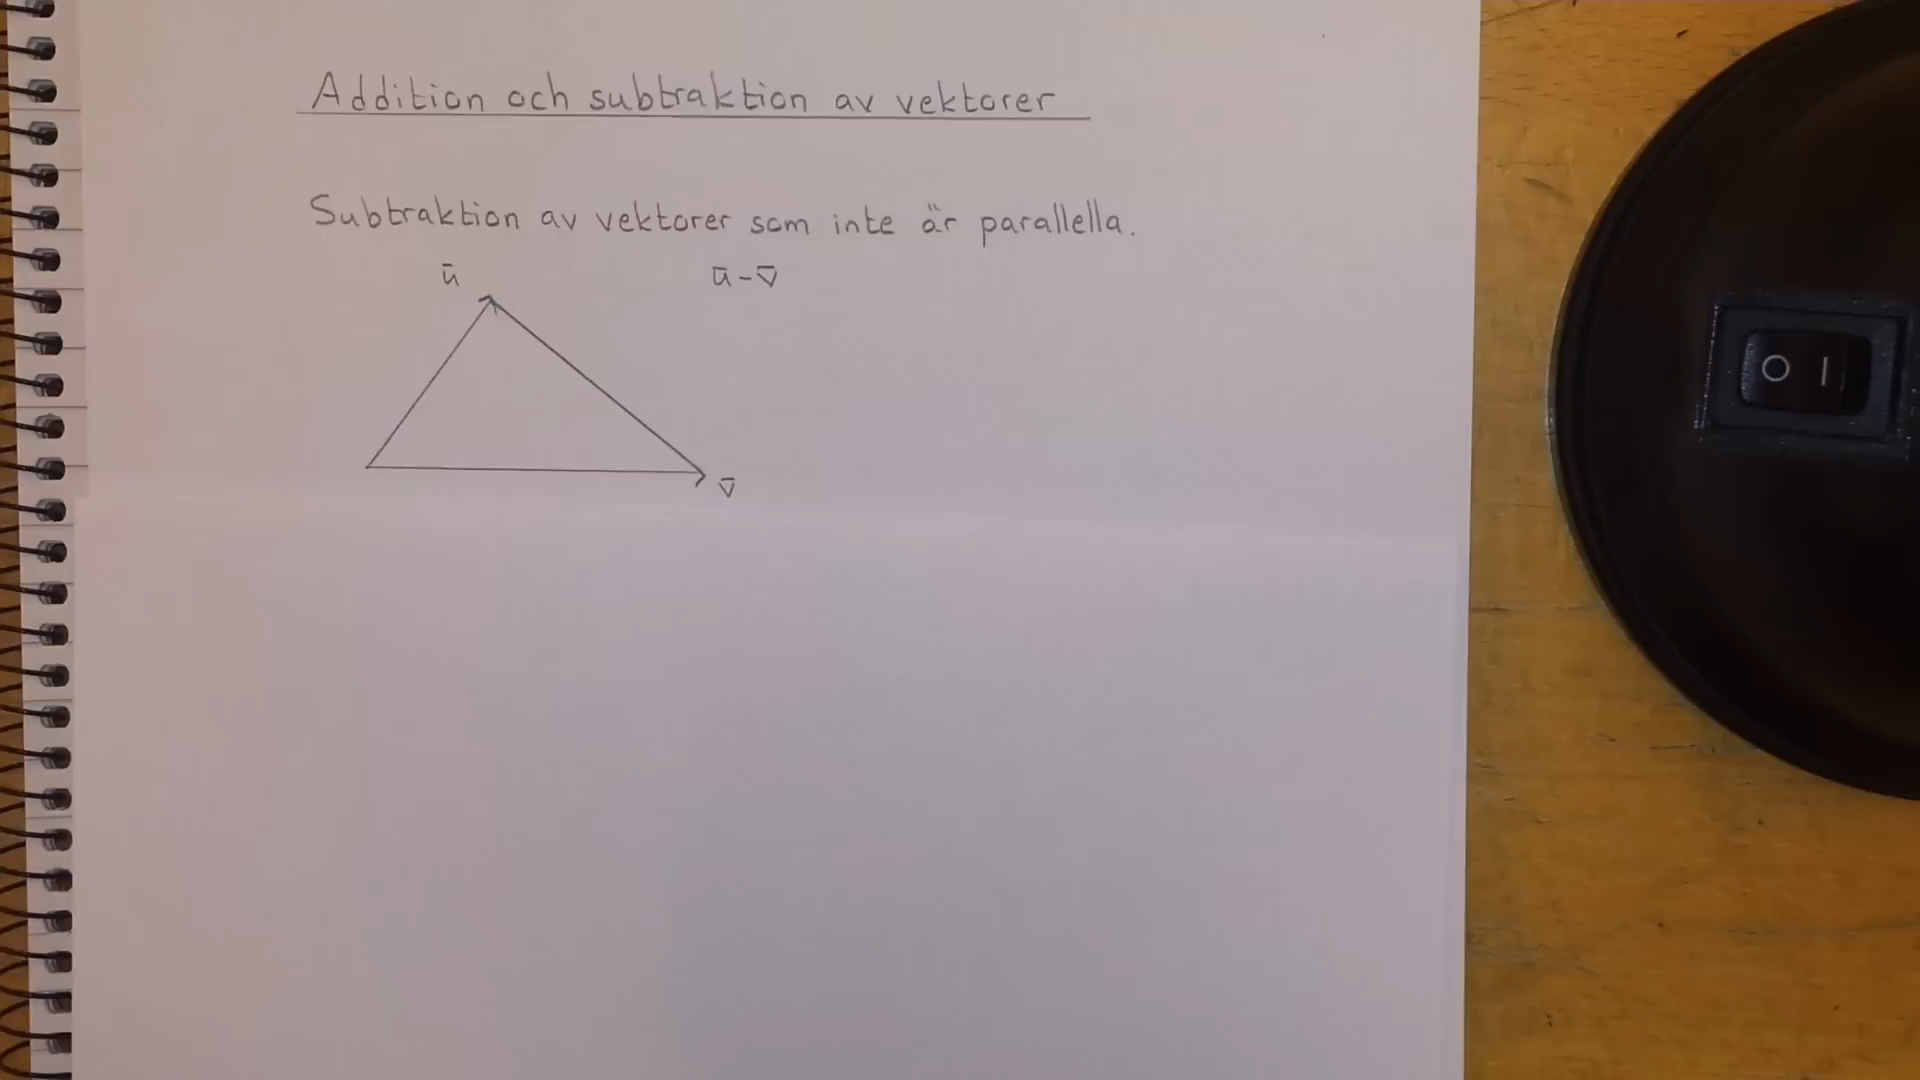 Addition och subtraktion av vektorer
Subtraktion av vektorer som inte är parallella.
ū ū-v̄
v̄
O I